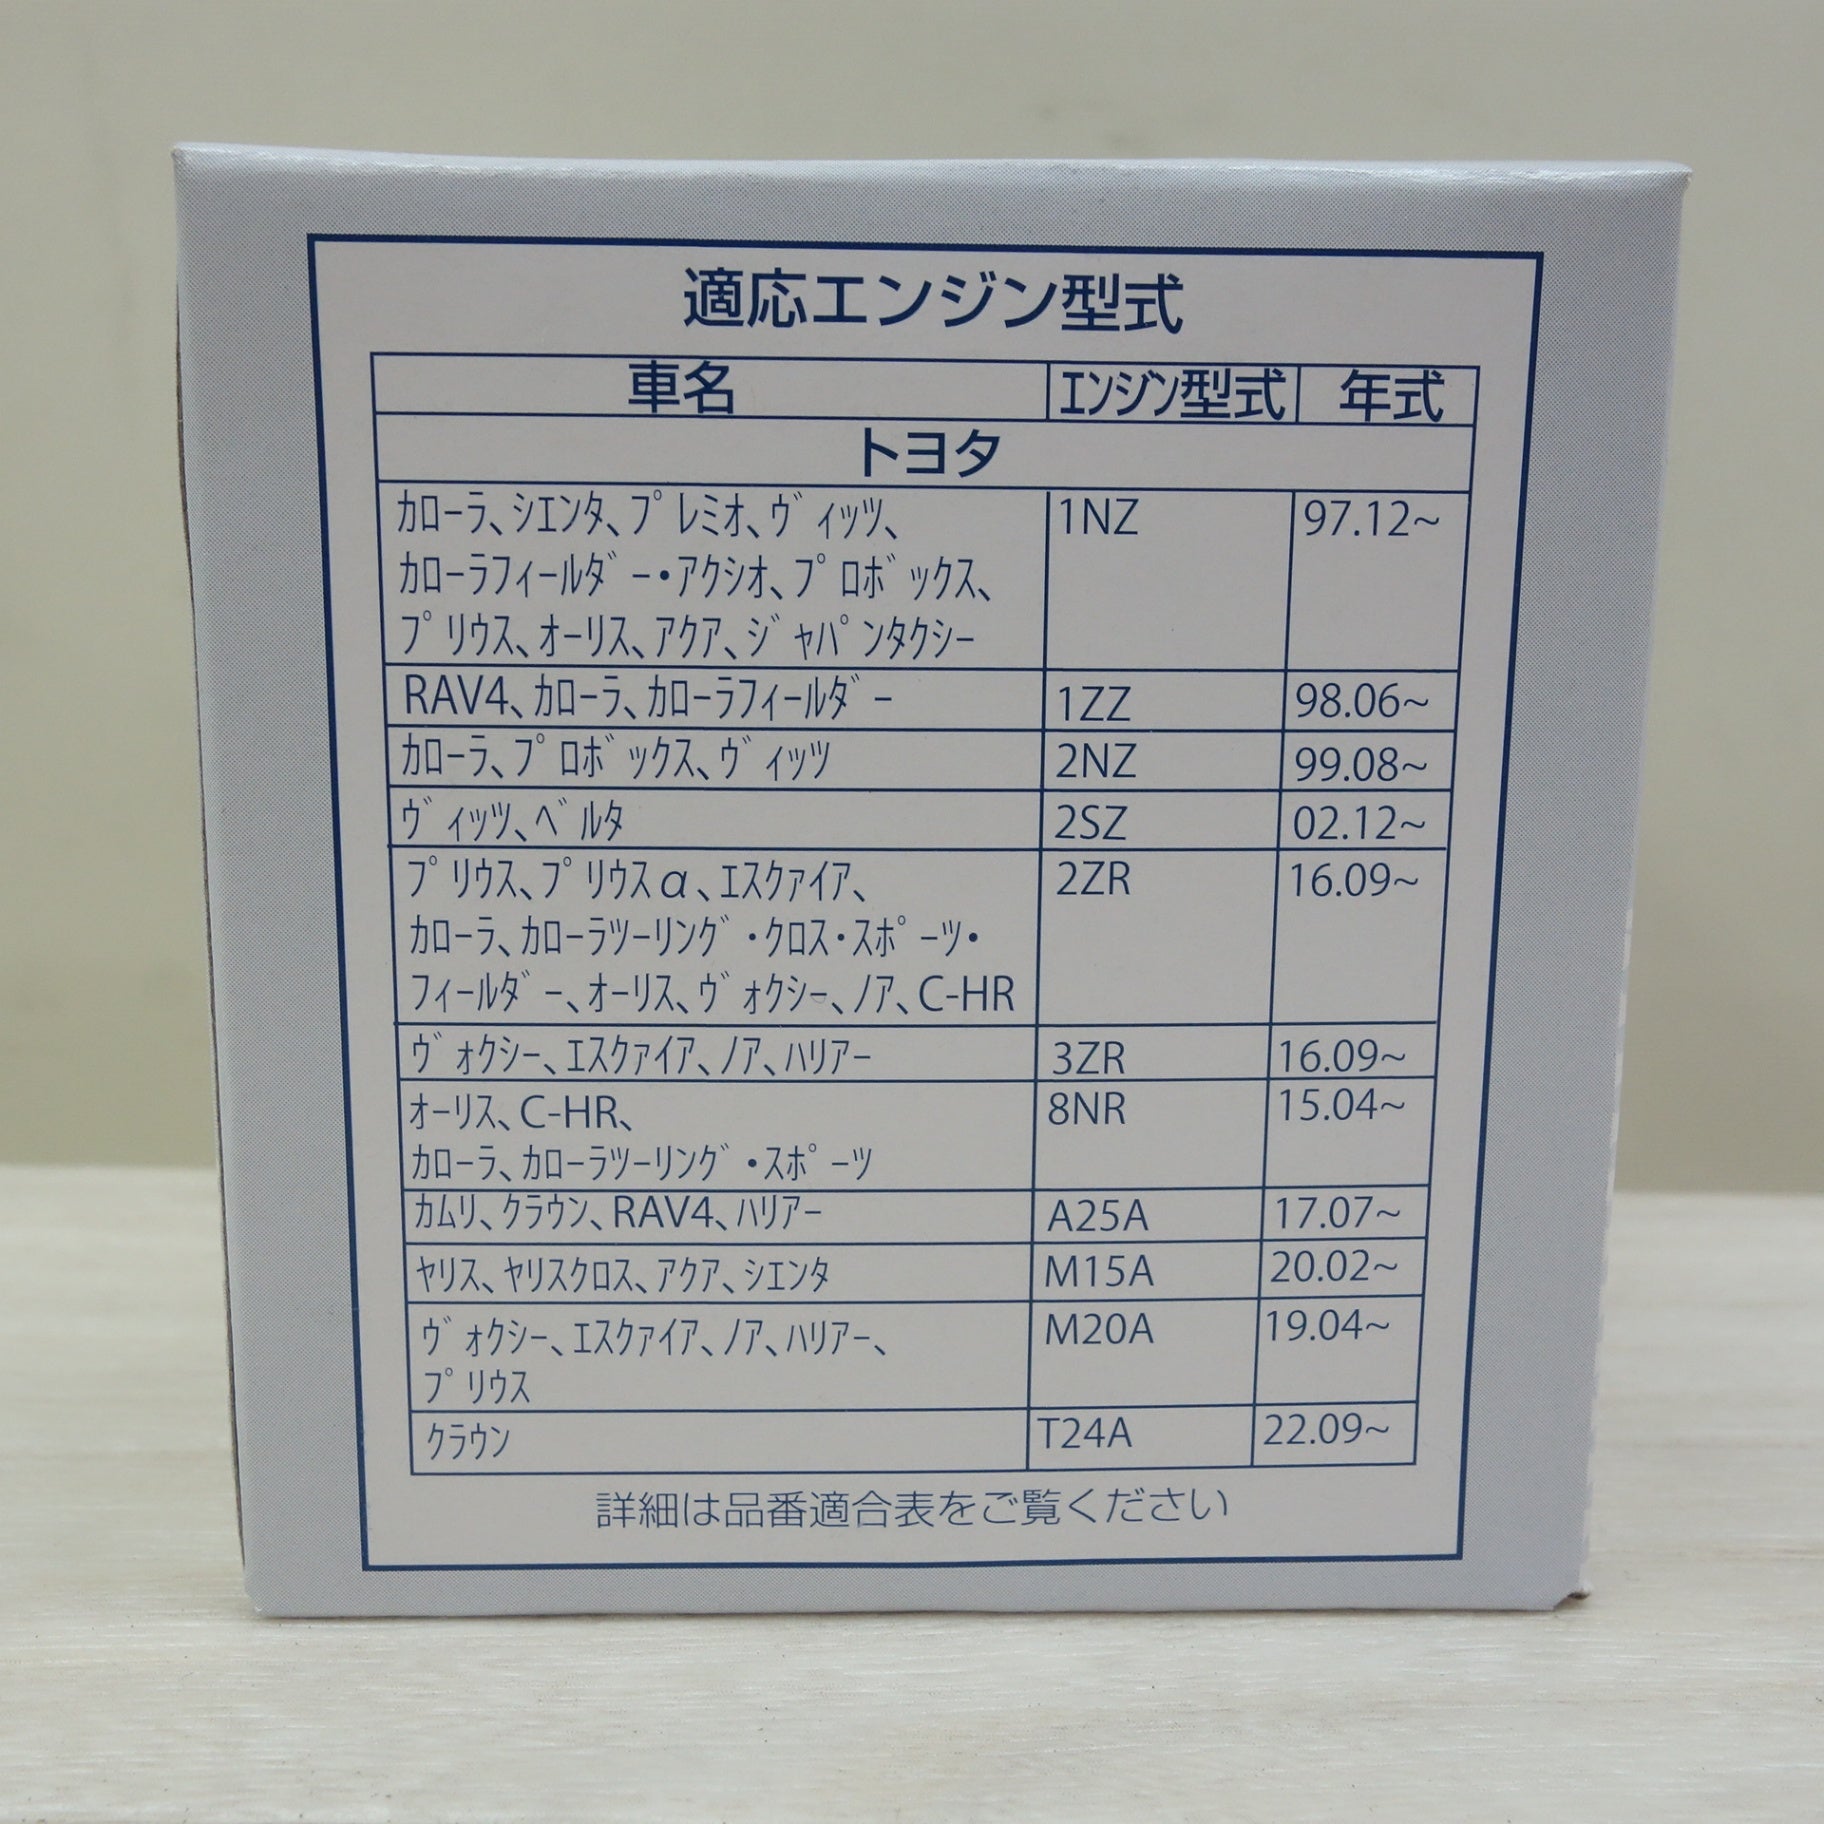 適応エンジン型式
車名 ｴﾝｼﾞﾝ型式 年式
トヨタ
ｶﾛｰﾗ､ｼｴﾝﾀ､ﾌﾟﾚﾐｵ､ｳﾞｨｯﾂ､ 1NZ 97.12~
ｶﾛｰﾗﾌｨｰﾙﾀﾞｰ･ｱｸｼｵ､ﾌﾟﾛﾎﾞｯｸｽ､
ﾌﾟﾘｳｽ､ｵｰﾘｽ､ｱｸｱ､ｼﾞｬﾊﾟﾝﾀｸｼｰ
RAV4､ｶﾛｰﾗ､ｶﾛｰﾗﾌｨｰﾙﾀﾞｰ 1ZZ 98.06~
ｶﾛｰﾗ､ﾌﾟﾛﾎﾞｯｸｽ､ｳﾞｨｯﾂ 2NZ 99.08~
ｳﾞｨｯﾂ､ﾍﾞﾙﾀ 2SZ 02.12~
ﾌﾟﾘｳｽ､ﾌﾟﾘｳｽα､ｴｽｸｧｲｱ､ 2ZR 16.09~
ｶﾛｰﾗ､ｶﾛｰﾗﾂｰﾘﾝｸﾞ･ｸﾛｽ･ｽﾎﾟｰﾂ･
ﾌｨｰﾙﾀﾞｰ､ｵｰﾘｽ､ｳﾞｫｸｼｰ､ﾉｱ､C-HR
ｳﾞｫｸｼｰ､ｴｽｸｧｲｱ､ﾉｱ､ﾊﾘｱｰ 3ZR 16.09~
ｵｰﾘｽ､C-HR､ 8NR 15.04~
ｶﾛｰﾗ､ｶﾛｰﾗﾂｰﾘﾝｸﾞ･ｽﾎﾟｰﾂ
ｶﾑﾘ､ｸﾗｳﾝ､RAV4､ﾊﾘｱｰ A25A 17.07~
ﾔﾘｽ､ﾔﾘｽｸﾛｽ､ｱｸｱ､ｼｴﾝﾀ M15A 20.02~
ｳﾞｫｸｼｰ､ｴｽｸｧｲｱ､ﾉｱ､ﾊﾘｱｰ､ M20A 19.04~
ﾌﾟﾘｳｽ
ｸﾗｳﾝ T24A 22.09~
詳細は品番適合表をご覧ください